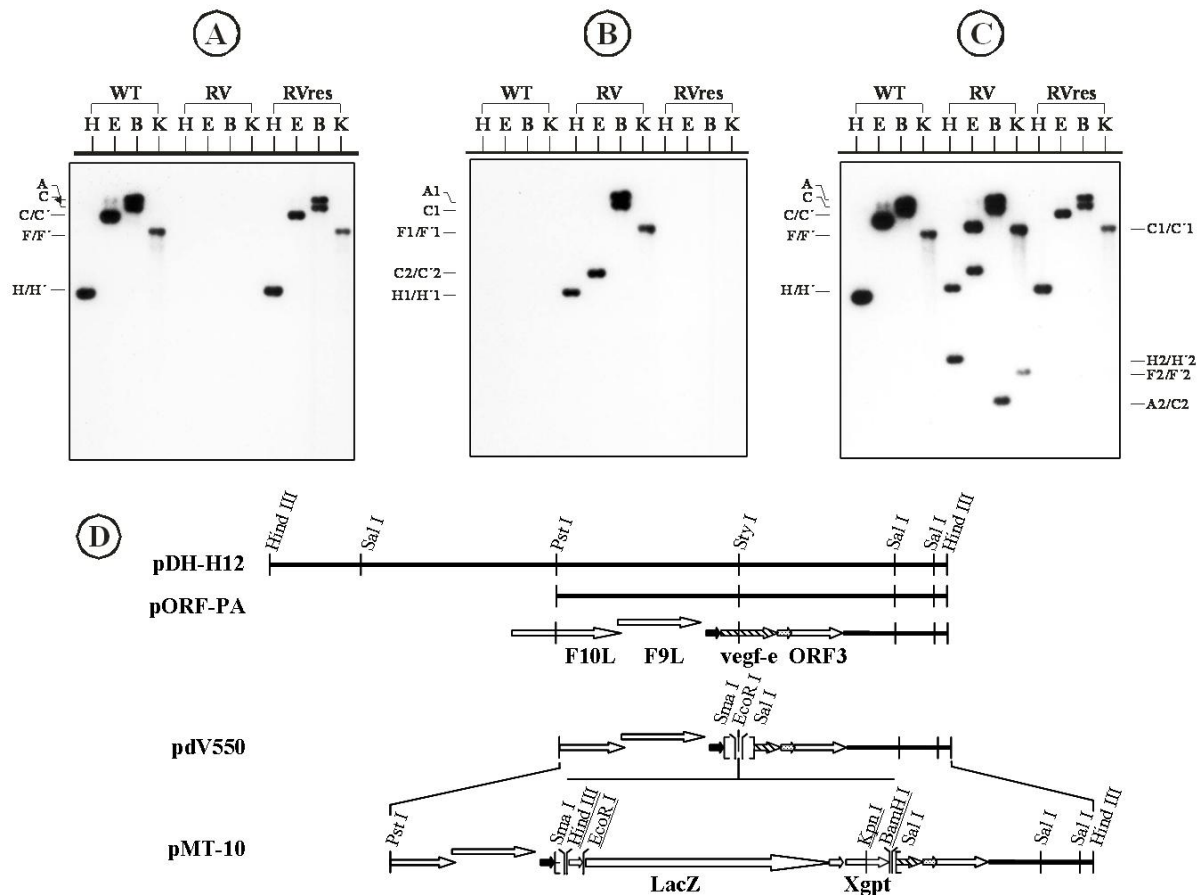 A
WT RV RVres
H E B K H E B K H E B K
A
C
C/C´
F/F´
H/H´
B
WT RV RVres
H E B K H E B K H E B K
A1
C1
F1/F´1
C2/C´2
H1/H´1
C
WT RV RVres
H E B K H E B K H E B K
A
C
C/C´
F/F´
H/H´
C1/C´1
H2/H´2
F2/F´2
A2/C2
D
Hind III Sal I Pst I Sty I Sal I Sal I Hind III
pDH-H12
pORF-PA
F10L F9L vegf-e ORF3
Sma I EcoR I Sal I
pdV550
Pst I Sma I Hind III EcoR I Kpn I BamH I Sal I Sal I Sal I Hind III
pMT-10
LacZ Xgpt